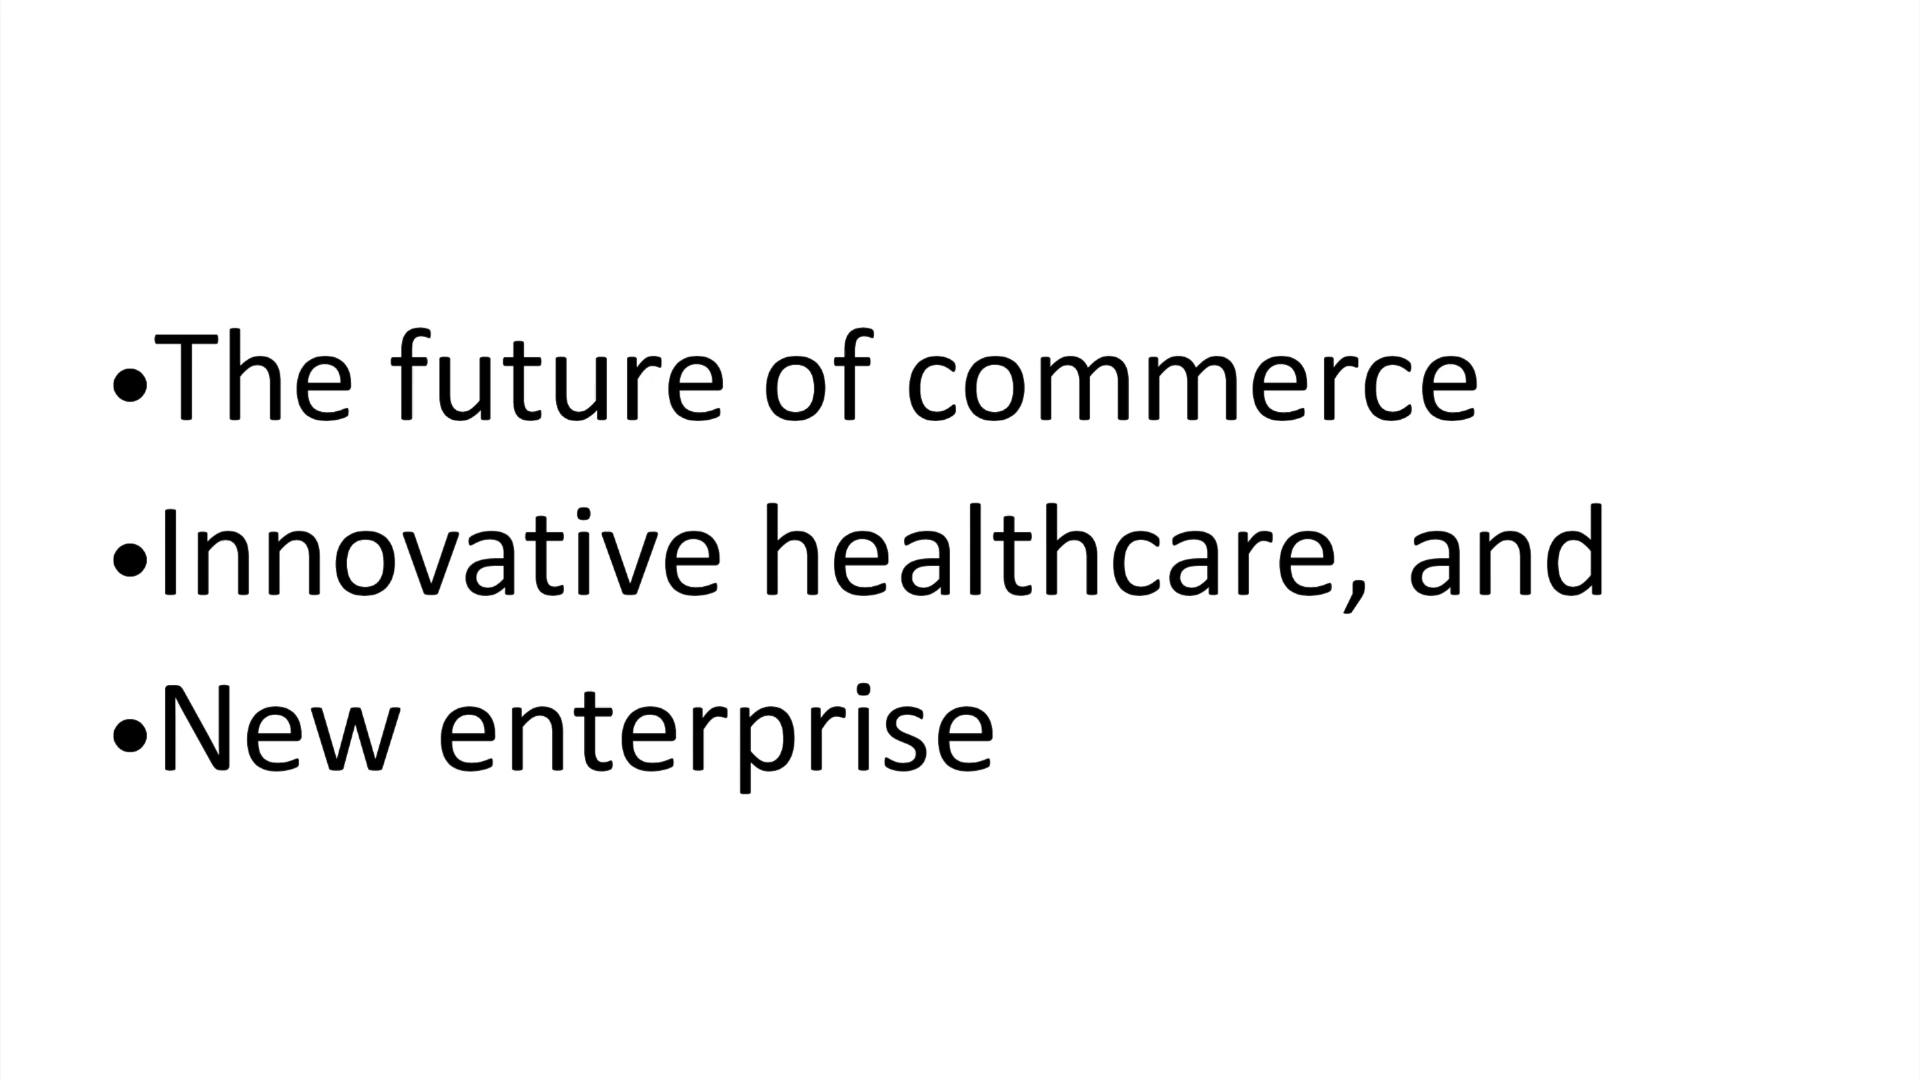 •The future of commerce
•Innovative healthcare, and
•New enterprise